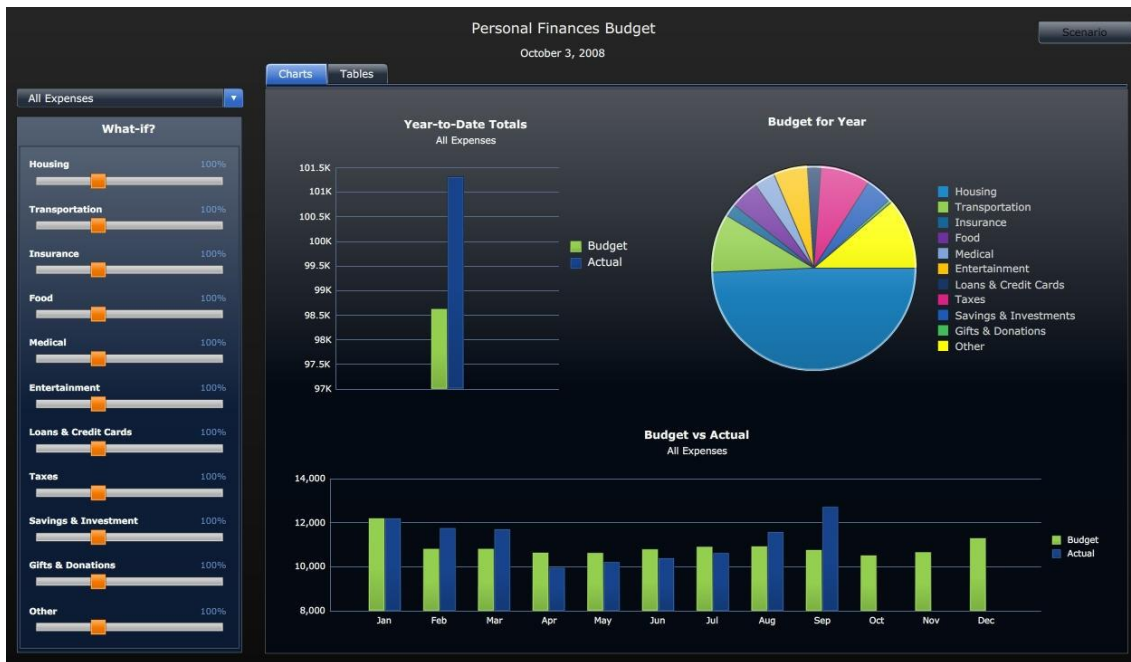 Personal Finances Budget
October 3, 2008
Scenario
Charts
Tables
All Expenses
What-if?
Housing 100%
Transportation 100%
Insurance 100%
Food 100%
Medical 100%
Entertainment 100%
Loans & Credit Cards 100%
Taxes 100%
Savings & Investment 100%
Gifts & Donations 100%
Other 100%
Year-to-Date Totals
All Expenses
101.5K
101K
100.5K
100K
99.5K
99K
98.5K
98K
97.5K
97K
Budget
Actual
Budget for Year
Housing
Transportation
Insurance
Food
Medical
Entertainment
Loans & Credit Cards
Taxes
Savings & Investments
Gifts & Donations
Other
Budget vs Actual
All Expenses
14,000
12,000
10,000
8,000
Jan Feb Mar Apr May Jun Jul Aug Sep Oct Nov Dec
Budget
Actual